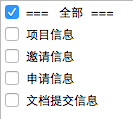 === 全部 ===
项目信息
邀请信息
申请信息
文档提交信息